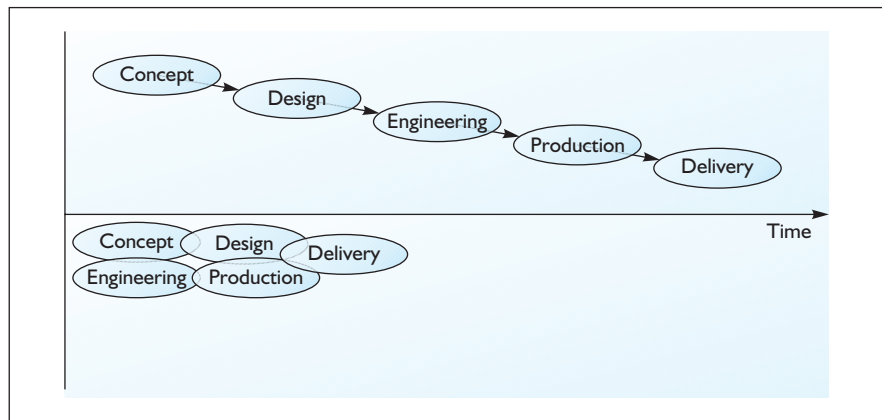 Concept
Design
Engineering
Production
Delivery
Time
Concept
Design
Delivery
Engineering
Production